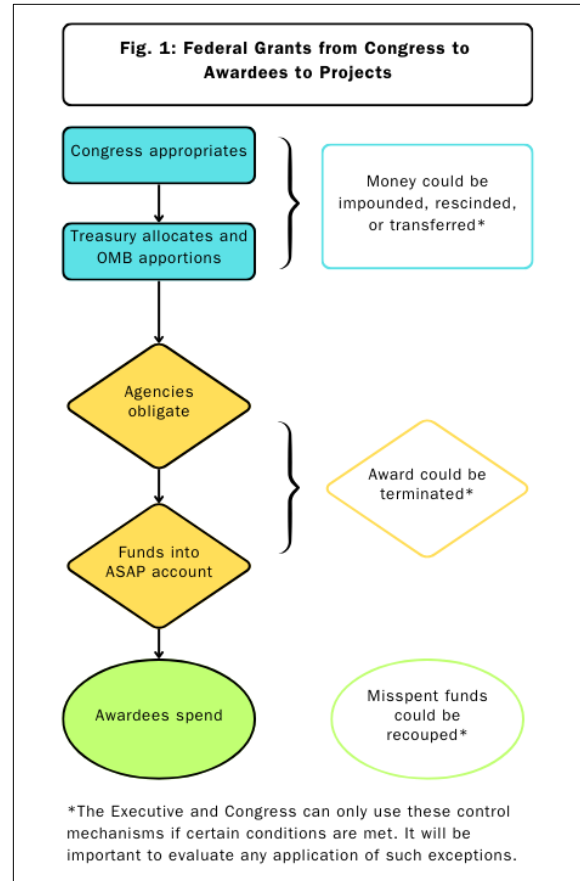 Fig. 1: Federal Grants from Congress to
Awardees to Projects
Congress appropriates
Money could be
impounded, rescinded,
or transferred*
Treasury allocates and
OMB apportions
Agencies
obligate
Award could be
terminated*
Funds into
ASAP account
Awardees spend
Misspent funds
could be
recouped*
*The Executive and Congress can only use these control
mechanisms if certain conditions are met. It will be
important to evaluate any application of such exceptions.